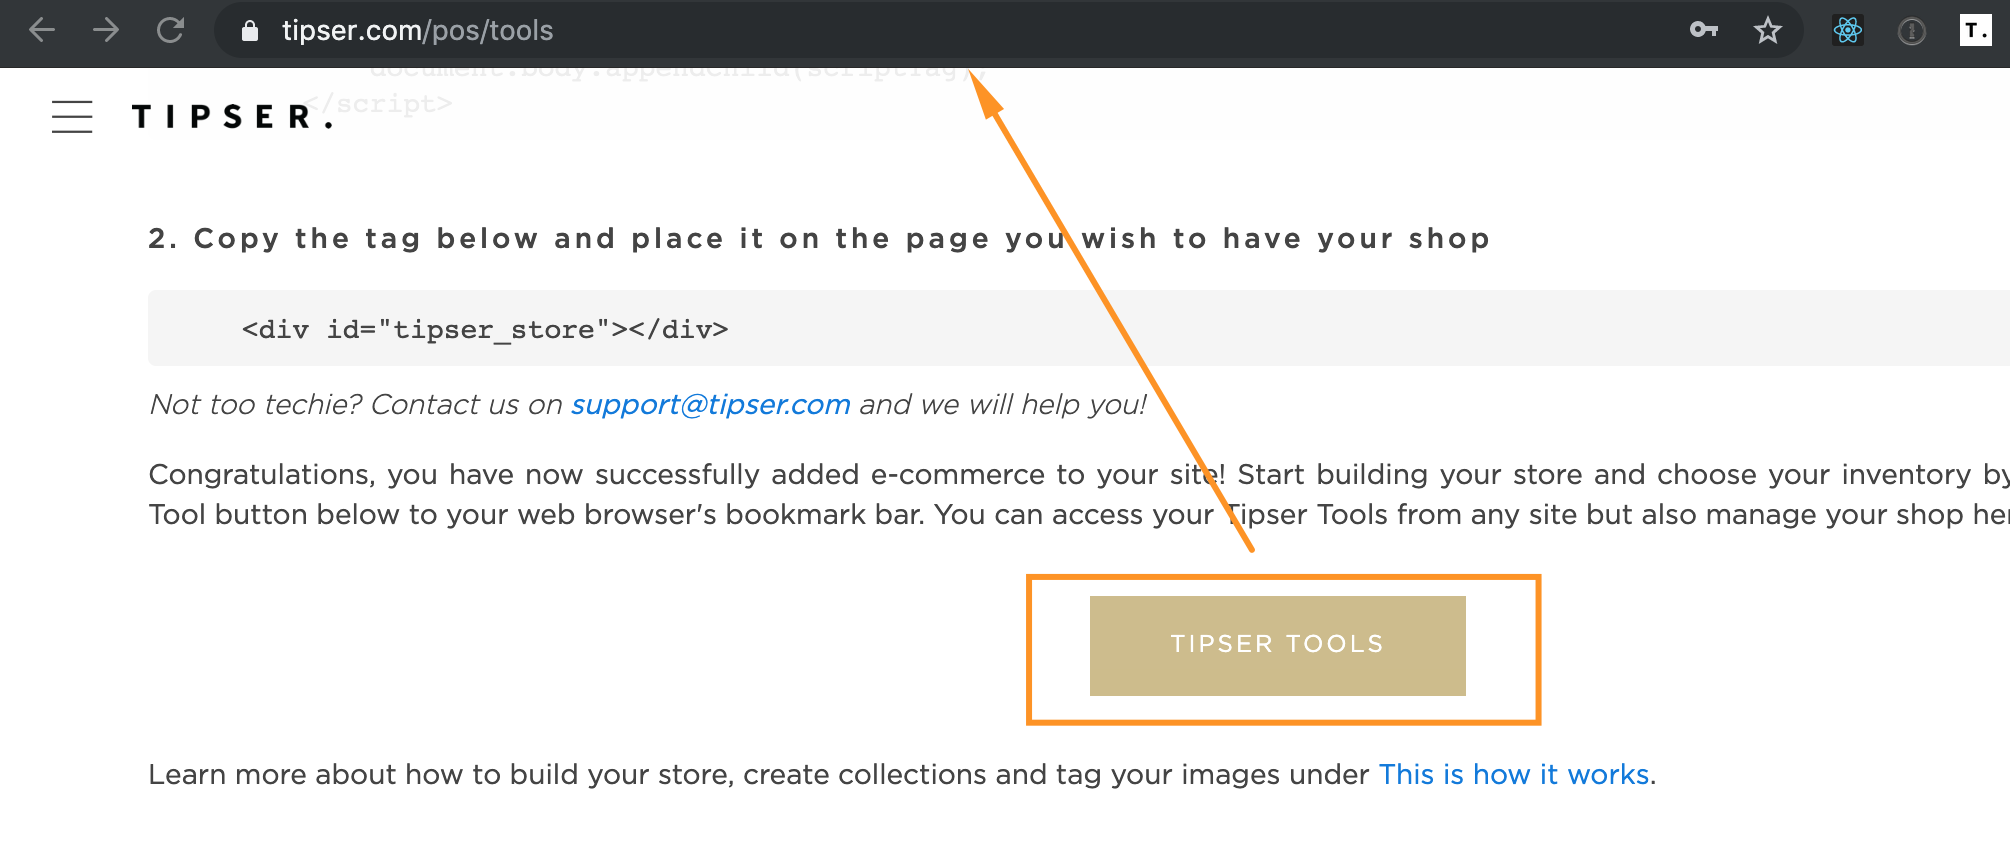 tipser.com/pos/tools
T.
document.body.appendChild(scriptTag);
</script>
TIPSER.
2. Copy the tag below and place it on the page you wish to have your shop
<div id="tipser_store"></div>
Not too techie? Contact us on support@tipser.com and we will help you!
Congratulations, you have now successfully added e-commerce to your site! Start building your store and choose your inventory by
Tool button below to your web browser's bookmark bar. You can access your Tipser Tools from any site but also manage your shop her
TIPSER TOOLS
Learn more about how to build your store, create collections and tag your images under This is how it works.